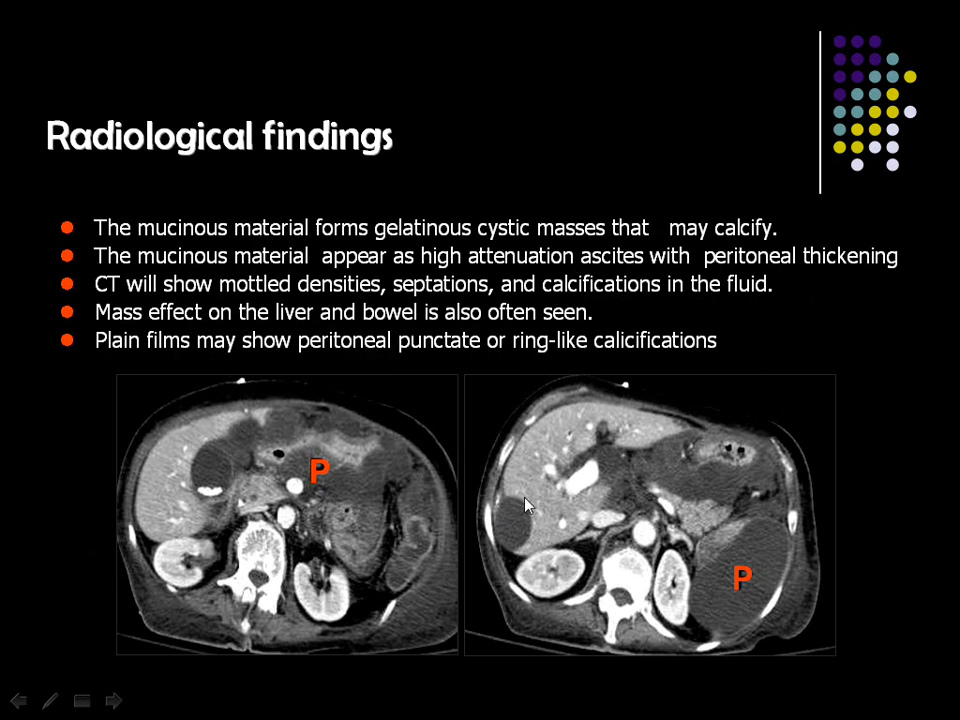 Radiological findings
The mucinous material forms gelatinous cystic masses that may calcify.
The mucinous material appear as high attenuation ascites with peritoneal thickening
CT will show mottled densities, septations, and calcifications in the fluid.
Mass effect on the liver and bowel is also often seen.
Plain films may show peritoneal punctate or ring-like calicifications
P
P